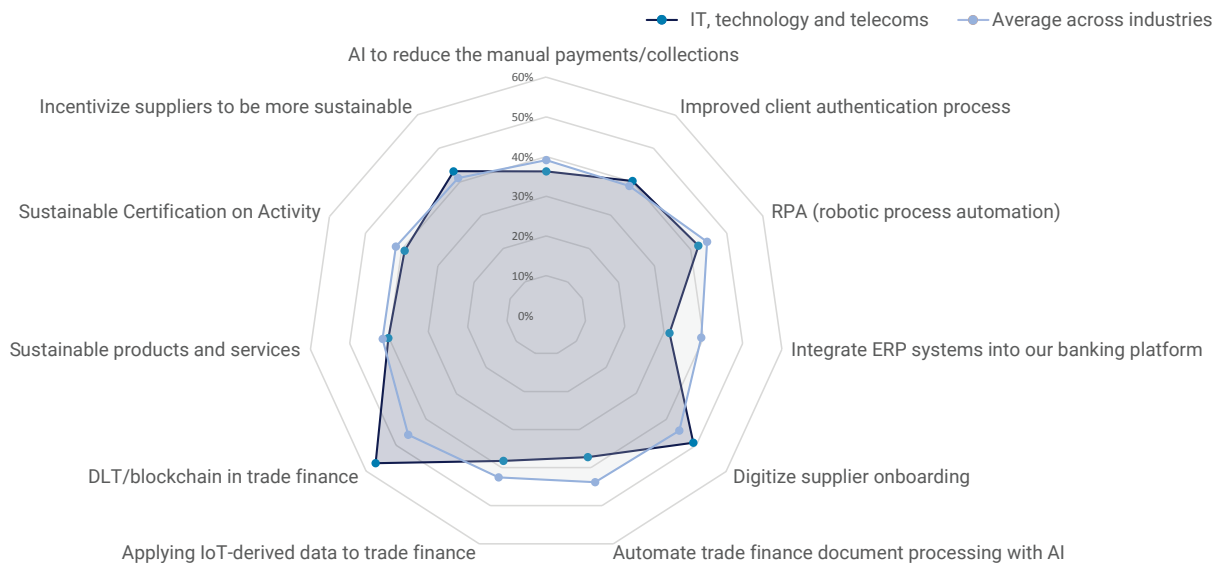 IT, technology and telecoms
Average across industries
AI to reduce the manual payments/collections
60%
Incentivize suppliers to be more sustainable
Improved client authentication process
50%
40%
30%
Sustainable Certification on Activity
RPA (robotic process automation)
20%
10%
0%
Sustainable products and services
Integrate ERP systems into our banking platform
DLT/blockchain in trade finance
Digitize supplier onboarding
Applying IoT-derived data to trade finance
Automate trade finance document processing with AI